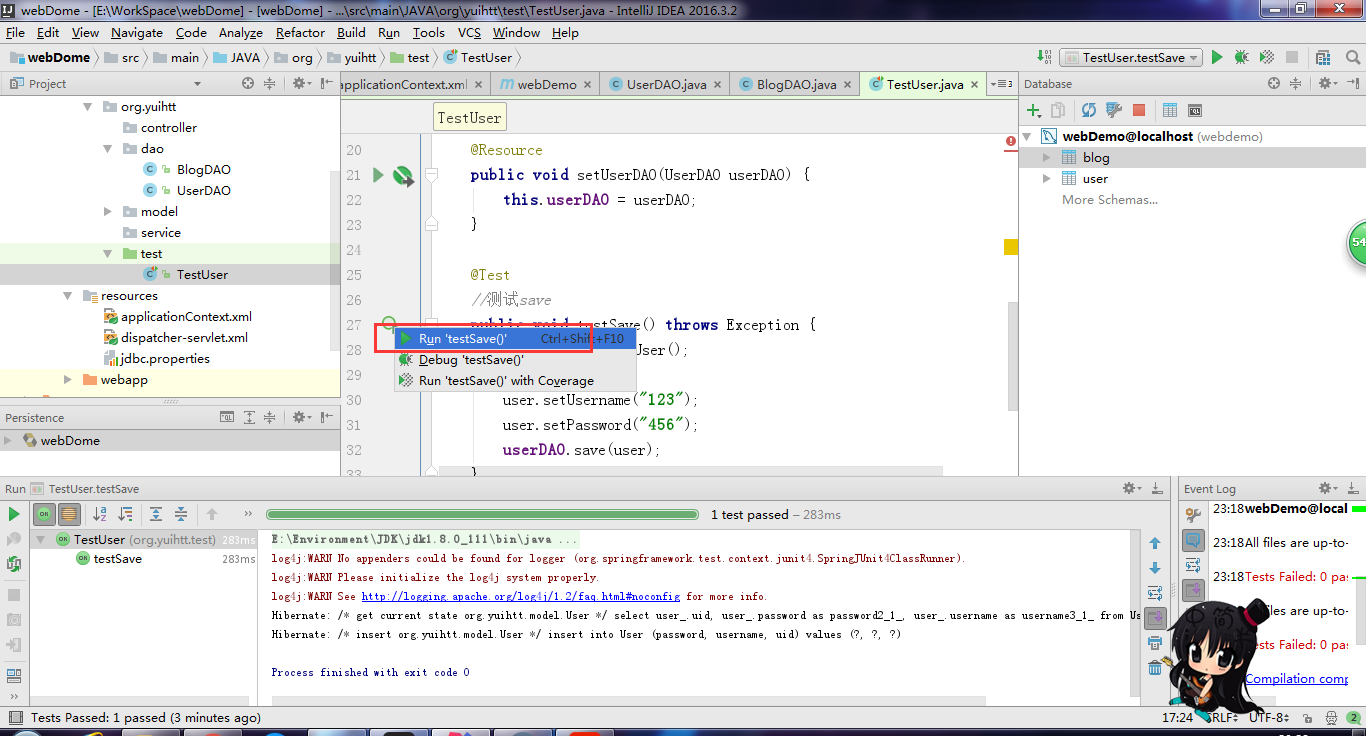 webDome - [E:\WorkSpace\webDome] - [webDome] - ...\src\main\JAVA\org\yuihtt\test\TestUser.java - IntelliJ IDEA 2016.3.2
File Edit View Navigate Code Analyze Refactor Build Run Tools VCS Window Help
webDome src main JAVA org yuihtt test TestUser
TestUser.testSave
Project
org.yuihtt
controller
dao
BlogDAO
UserDAO
model
service
test
TestUser
resources
applicationContext.xml
dispatcher-servlet.xml
jdbc.properties
webapp
Persistence
webDome
applicationContext.xml webDemo UserDAO.java BlogDAO.java TestUser.java
TestUser
20 @Resource
21 public void setUserDAO(UserDAO userDAO) {
22 this.userDAO = userDAO;
23 }
24
25 @Test
26 //测试save
27 public void testSave() throws Exception {
28 User();
29
30 user.setUsername("123");
31 user.setPassword("456");
32 userDAO.save(user);
33 }
Run 'testSave()' Ctrl+Shift+F10
Debug 'testSave()'
Run 'testSave()' with Coverage
Database
webDemo@localhost (webdemo)
blog
user
More Schemas...
54
Run TestUser.testSave
1 test passed – 283ms
TestUser (org.yuihtt.test) 283ms
testSave 283ms
E:\Environment\JDK\jdk1.8.0_111\bin\java ...
log4j:WARN No appenders could be found for logger (org.springframework.test.context.junit4.SpringJUnit4ClassRunner).
log4j:WARN Please initialize the log4j system properly.
log4j:WARN See http://logging.apache.org/log4j/1.2/faq.html#noconfig for more info.
Hibernate: /* get current state org.yuihtt.model.User */ select user_.uid, user_.password as password2_1_, user_.username as username3_1_ from Us
Hibernate: /* insert org.yuihtt.model.User */ insert into User (password, username, uid) values (?, ?, ?)
Process finished with exit code 0
Event Log
23:18 webDemo@local
23:18 All files are up-to-
23:18 Tests Failed: 0 pas
files are up-to-
s Failed: 0 pas
Compilation comp
Tests Passed: 1 passed (3 minutes ago)
17:24 CRLF UTF-8 2